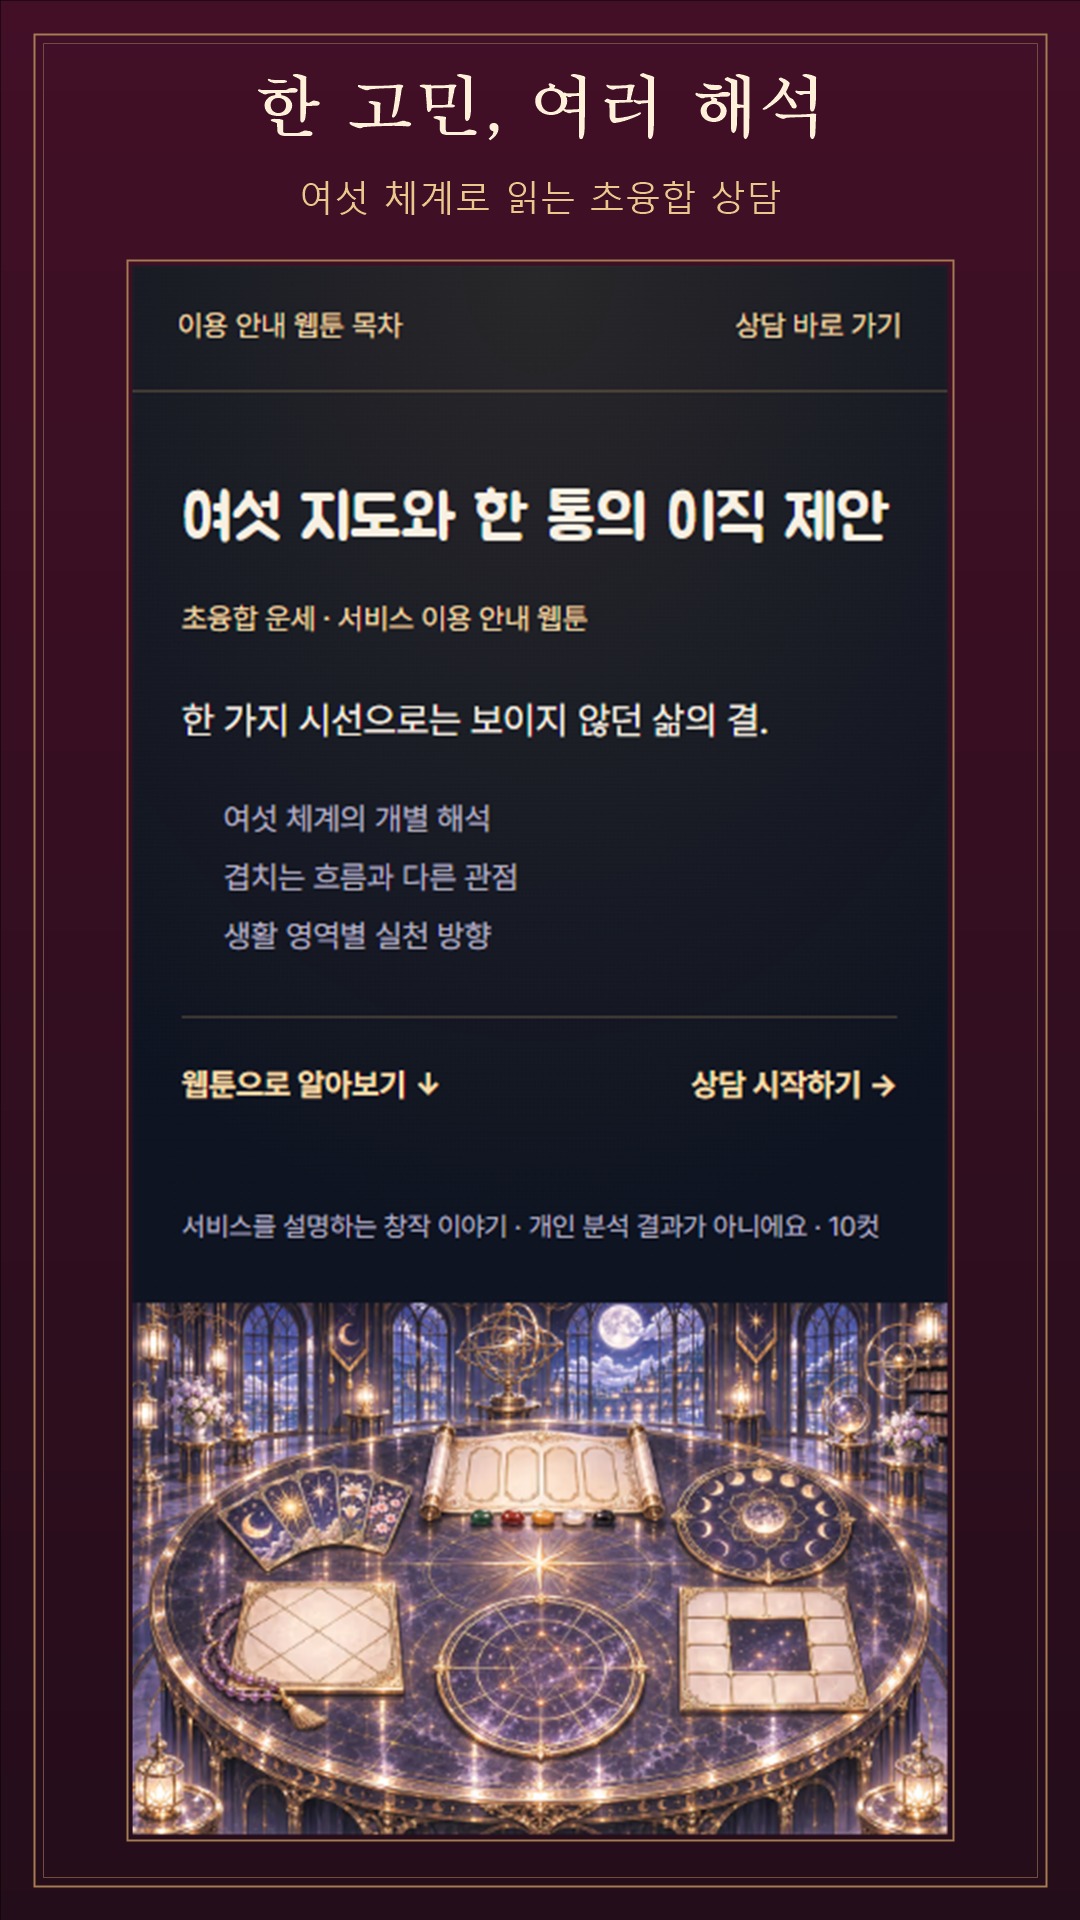 한 고민, 여러 해석
여섯 체계로 읽는 초융합 상담
이용 안내 웹툰 목차
상담 바로 가기
여섯 지도와 한 통의 이직 제안
초융합 운세 · 서비스 이용 안내 웹툰
한 가지 시선으로는 보이지 않던 삶의 결.
여섯 체계의 개별 해석
겹치는 흐름과 다른 관점
생활 영역별 실천 방향
웹툰으로 알아보기 ↓
상담 시작하기 →
서비스를 설명하는 창작 이야기 · 개인 분석 결과가 아니에요 · 10컷